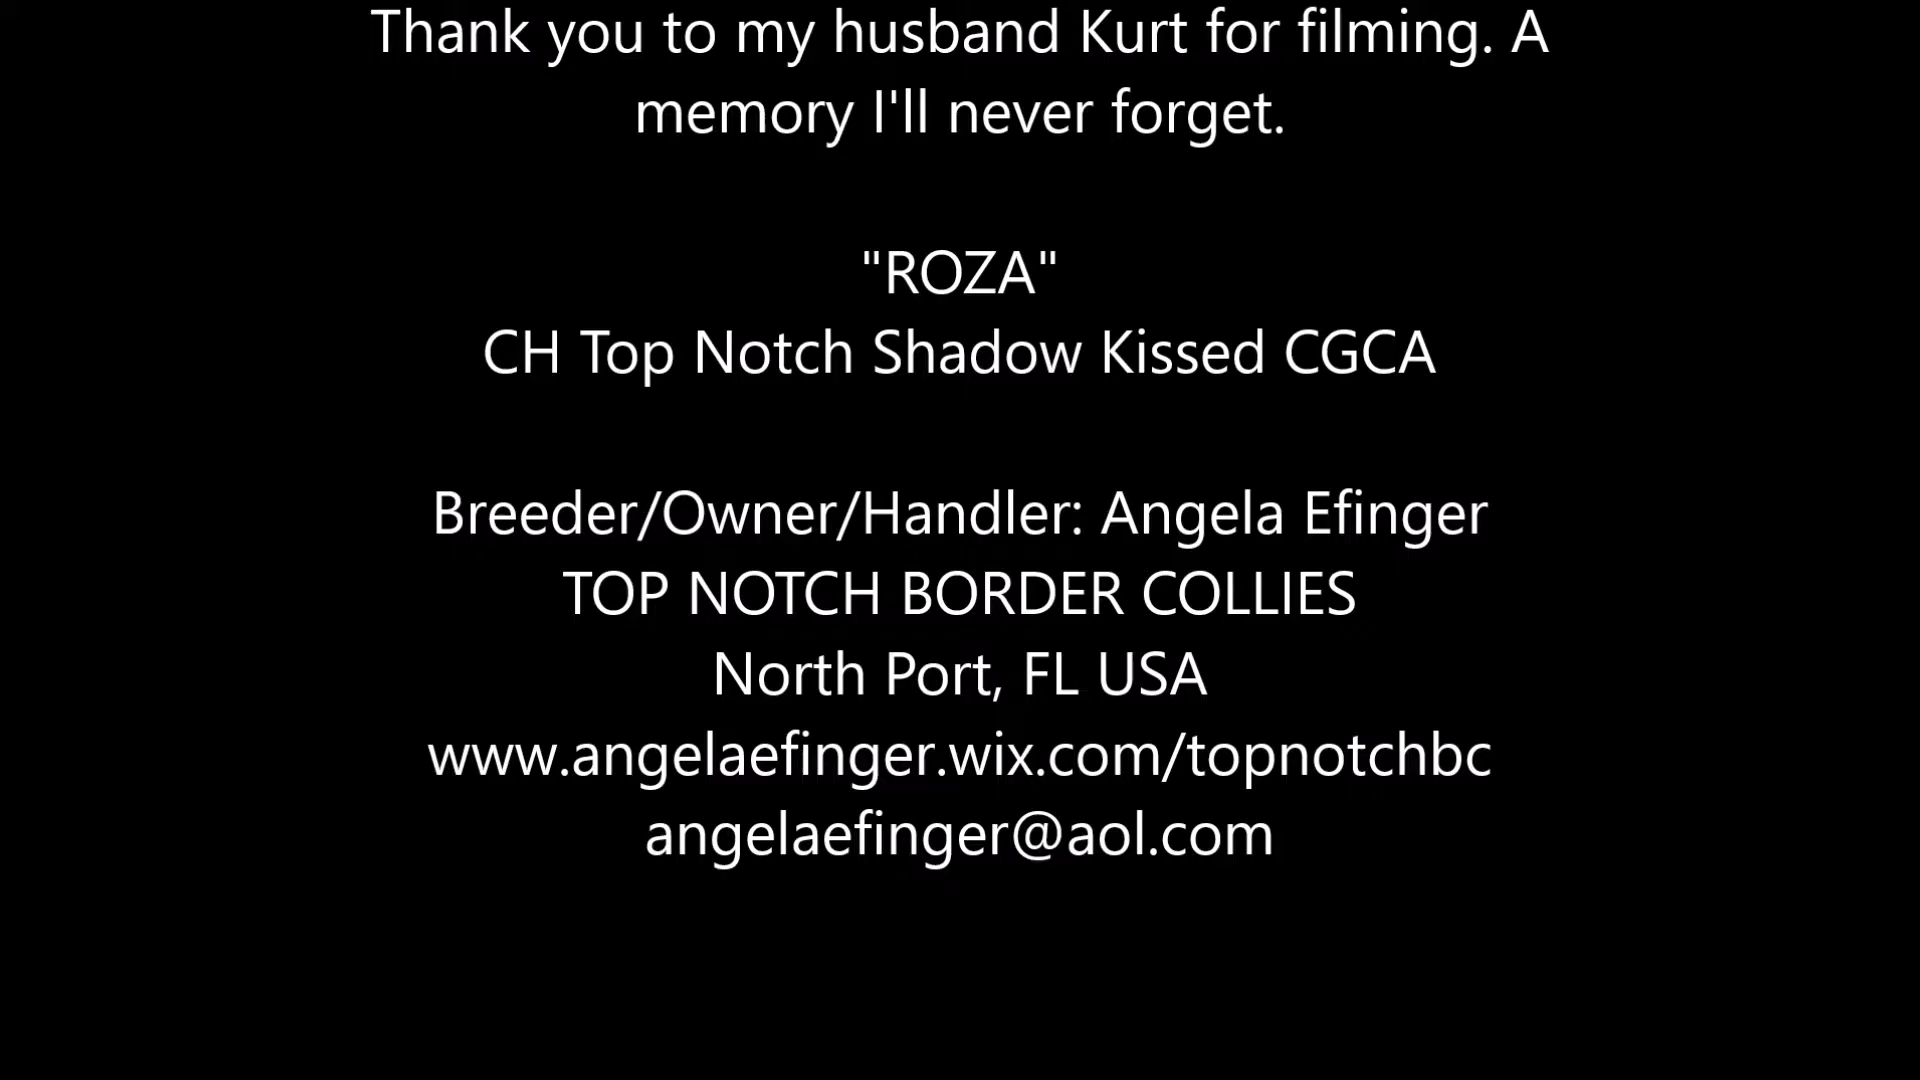 Thank you to my husband Kurt for filming. A
memory I'll never forget.
"ROZA"
CH Top Notch Shadow Kissed CGCA
Breeder/Owner/Handler: Angela Efinger
TOP NOTCH BORDER COLLIES
North Port, FL USA
www.angelaefinger.wix.com/topnotchbc
angelaefinger@aol.com